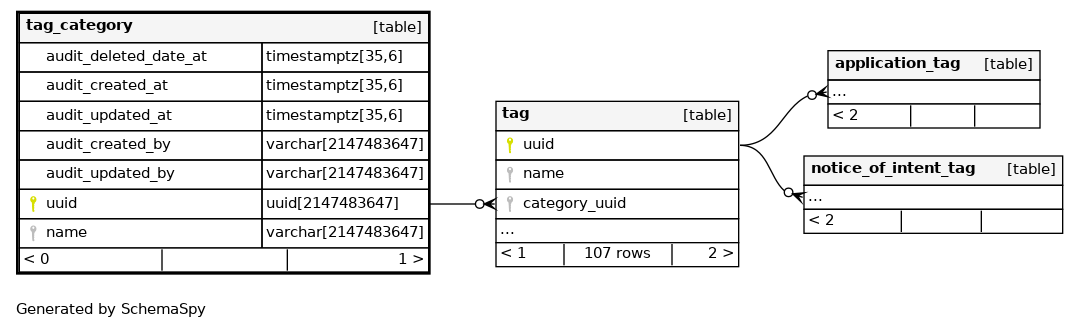 tag_category [table]
audit_deleted_date_at timestamptz[35,6]
audit_created_at timestamptz[35,6]
audit_updated_at timestamptz[35,6]
audit_created_by varchar[2147483647]
audit_updated_by varchar[2147483647]
uuid uuid[2147483647]
name varchar[2147483647]
< 0 1 >
tag [table]
uuid
name
category_uuid
...
< 1 107 rows 2 >
application_tag [table]
...
< 2
notice_of_intent_tag [table]
...
< 2
Generated by SchemaSpy